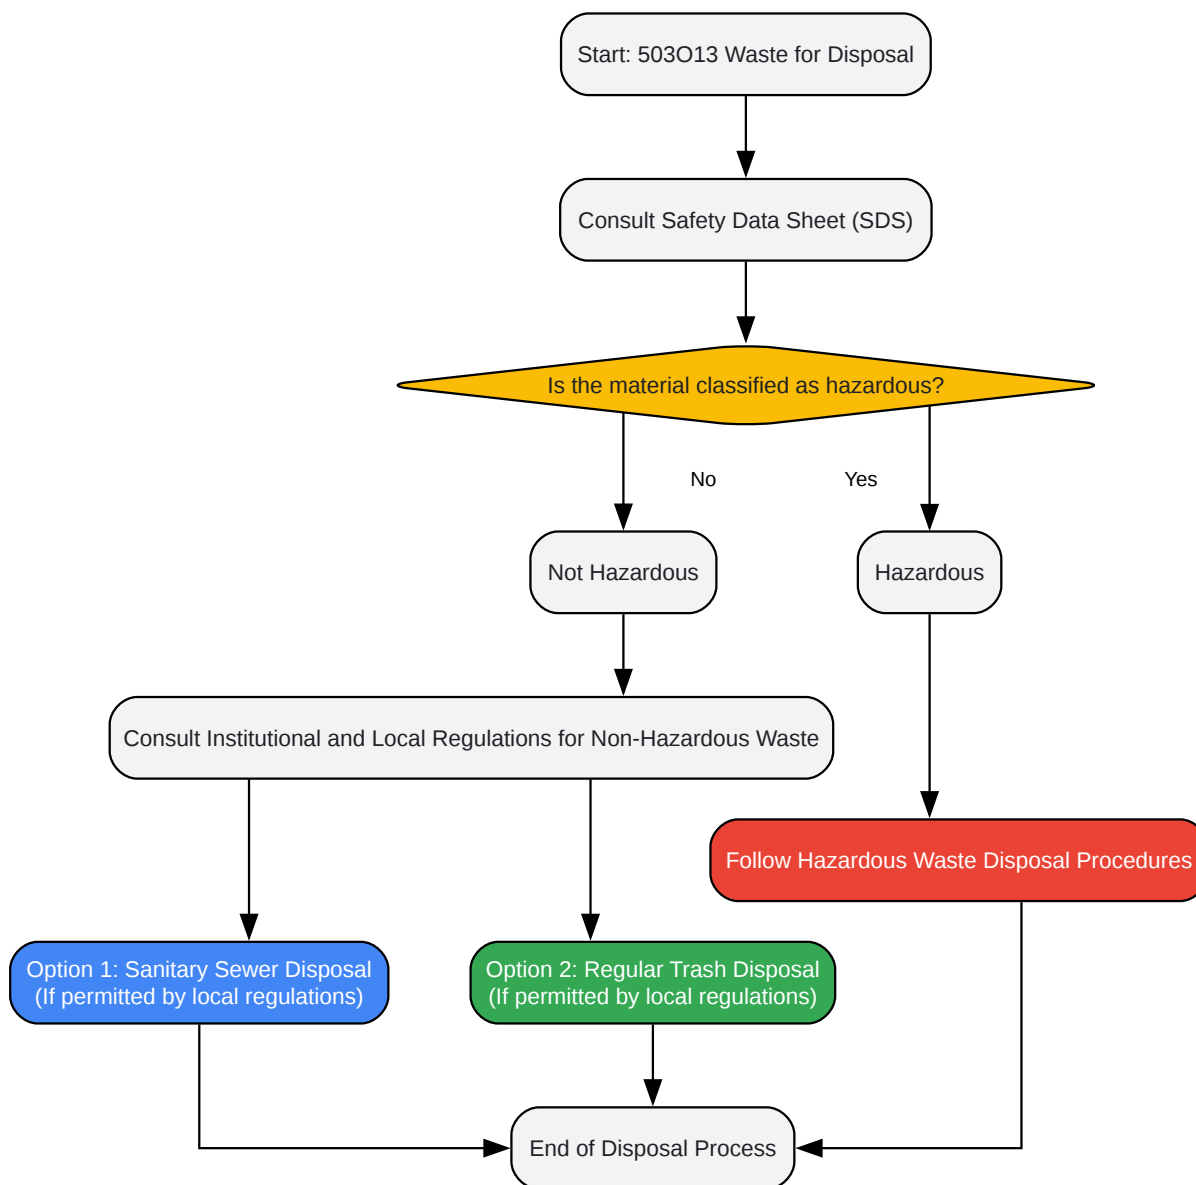 Start: 503O13 Waste for Disposal
Consult Safety Data Sheet (SDS)
Is the material classified as hazardous?
No
Yes
Not Hazardous
Hazardous
Consult Institutional and Local Regulations for Non-Hazardous Waste
Follow Hazardous Waste Disposal Procedures
Option 1: Sanitary Sewer Disposal
(If permitted by local regulations)
Option 2: Regular Trash Disposal
(If permitted by local regulations)
End of Disposal Process